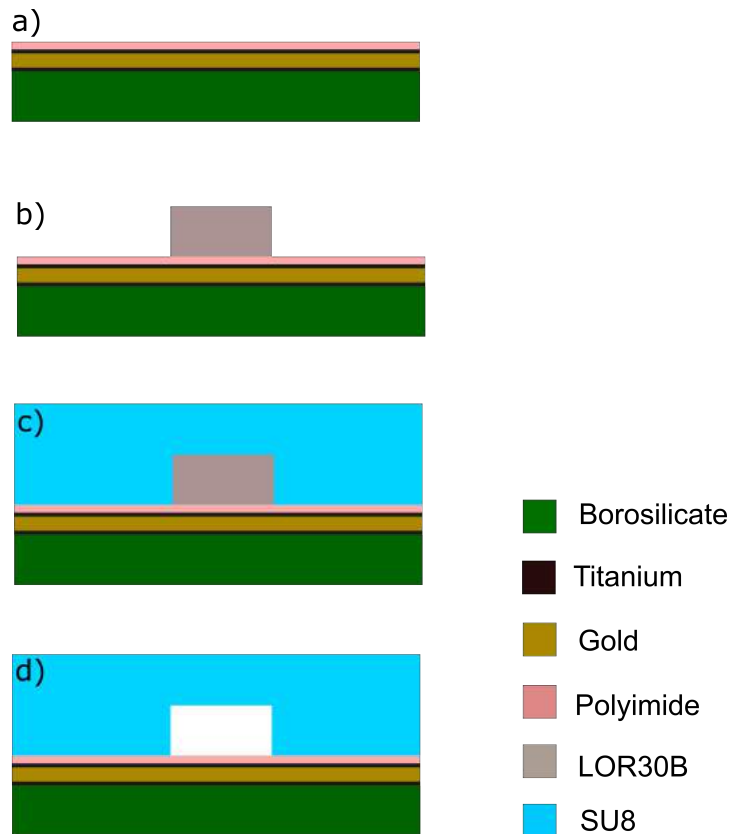 a)
b)
c)
d)
Borosilicate
Titanium
Gold
Polyimide
LOR30B
SU8